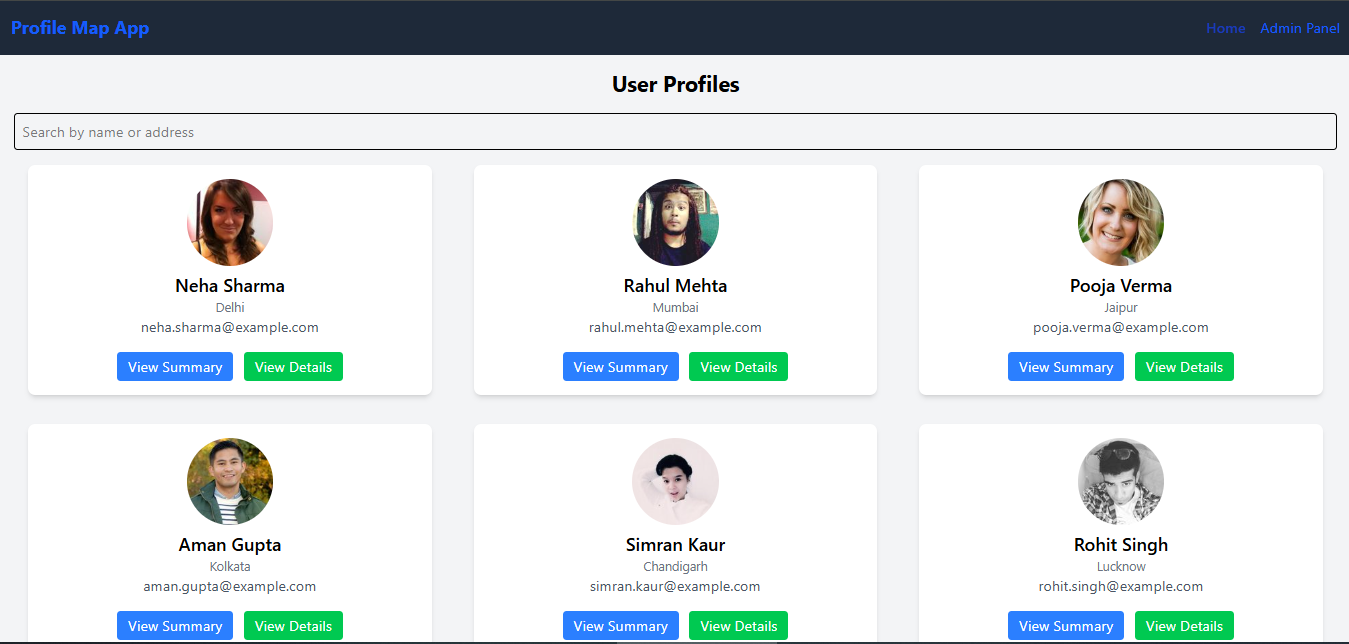 Profile Map App Home Admin Panel
User Profiles
Search by name or address
Neha Sharma
Delhi
neha.sharma@example.com
View Summary View Details
Rahul Mehta
Mumbai
rahul.mehta@example.com
View Summary View Details
Pooja Verma
Jaipur
pooja.verma@example.com
View Summary View Details
Aman Gupta
Kolkata
aman.gupta@example.com
View Summary View Details
Simran Kaur
Chandigarh
simran.kaur@example.com
View Summary View Details
Rohit Singh
Lucknow
rohit.singh@example.com
View Summary View Details